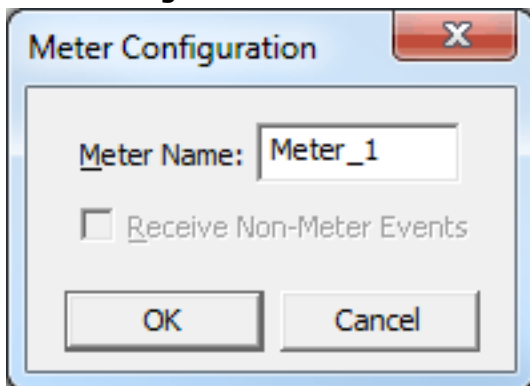 Meter Configuration
Meter Name: Meter_1
Receive Non-Meter Events
OK Cancel